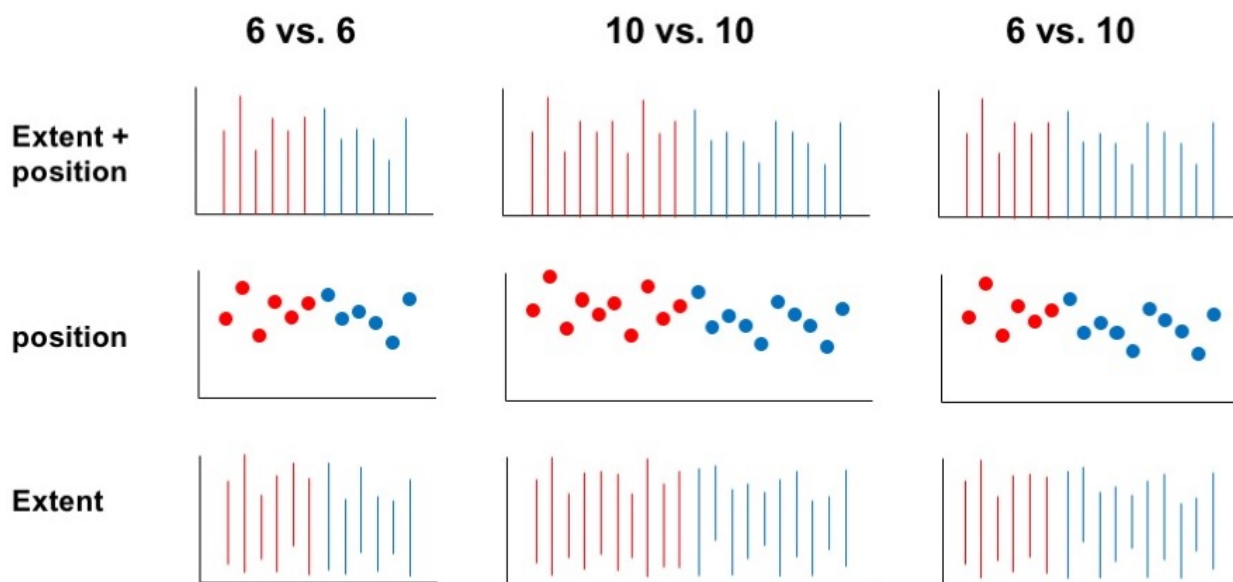 6 vs. 6
10 vs. 10
6 vs. 10
Extent +
position
position
Extent